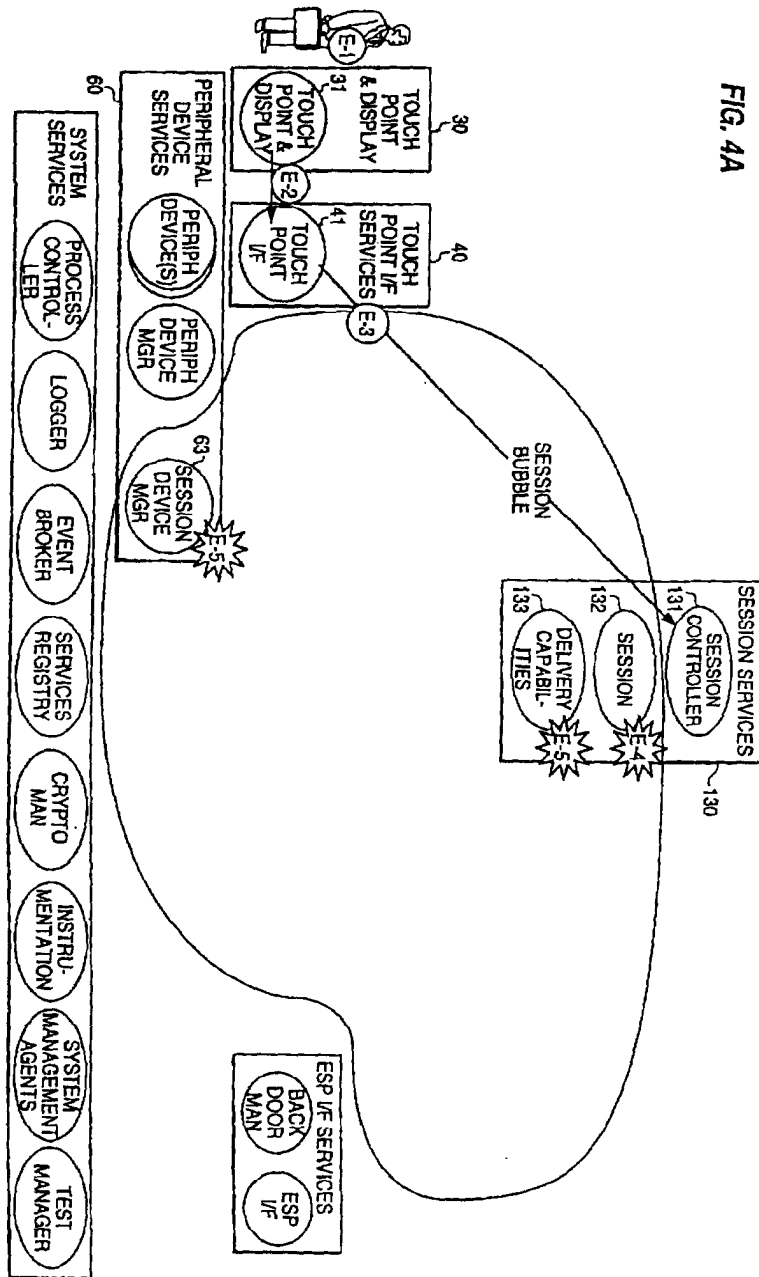 FIG. 4A
E-1
30
TOUCH
POINT
& DISPLAY
31
TOUCH
POINT &
DISPLAY
E-2
40
TOUCH
POINT I/F
SERVICES
41
TOUCH
POINT
I/F
E-3
SESSION
BUBBLE
SESSION SERVICES
130
131
SESSION
CONTROLLER
132
SESSION
E-4
133
DELIVERY
CAPABIL-
ITIES
E-5
60
PERIPHERAL
DEVICE
SERVICES
PERIPH
DEVICE(S)
PERIPH
DEVICE
MGR
63
SESSION
DEVICE
MGR
E-5
ESP I/F SERVICES
BACK
DOOR
MAN
ESP
I/F
SYSTEM
SERVICES
PROCESS
CONTROL-
LER
LOGGER
EVENT
BROKER
SERVICES
REGISTRY
CRYPTO
MAN
INSTRU-
MENTATION
SYSTEM
MANAGEMENT
AGENTS
TEST
MANAGER